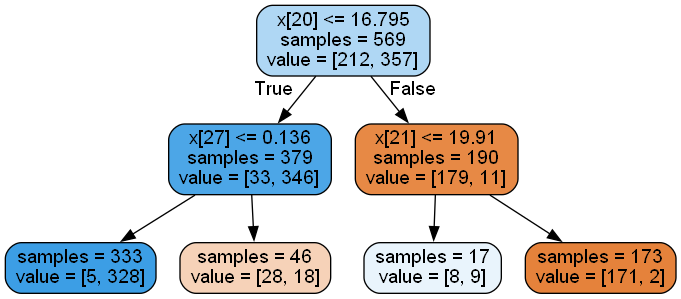 x[20] <= 16.795
samples = 569
value = [212, 357]
True
False
x[27] <= 0.136
samples = 379
value = [33, 346]
x[21] <= 19.91
samples = 190
value = [179, 11]
samples = 333
value = [5, 328]
samples = 46
value = [28, 18]
samples = 17
value = [8, 9]
samples = 173
value = [171, 2]